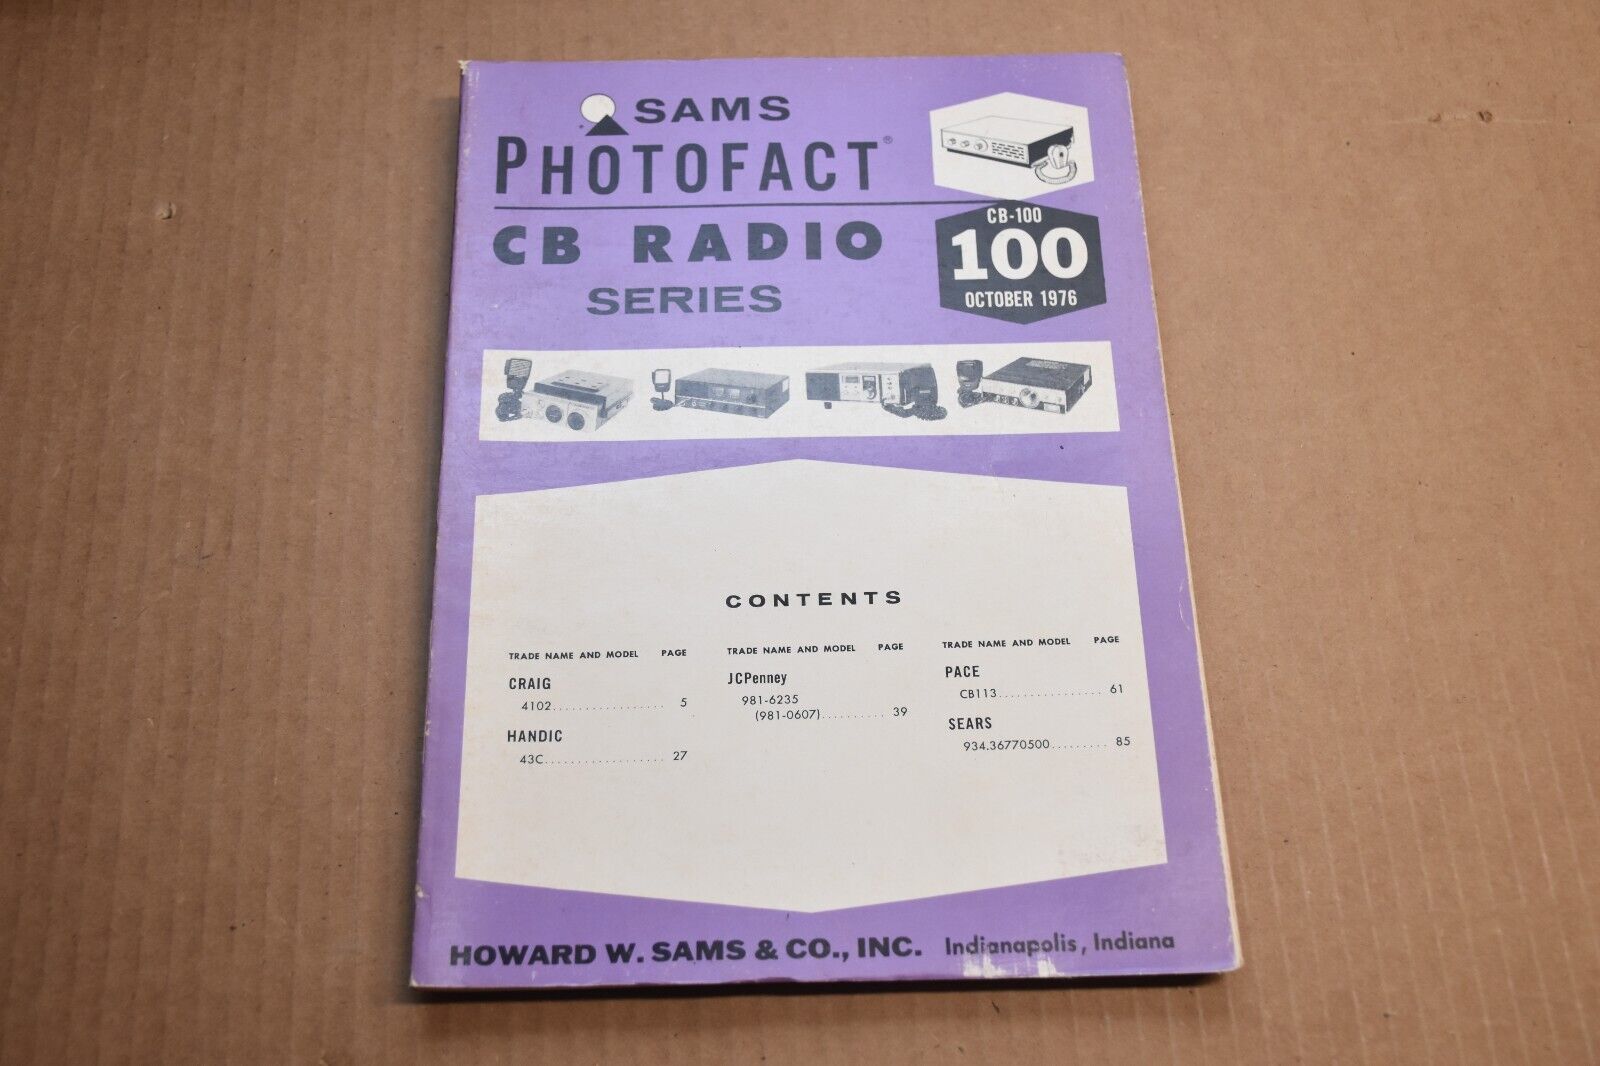 SAMS
PHOTOFACT®
CB RADIO
SERIES
CB-100
100
OCTOBER 1976
CONTENTS
TRADE NAME AND MODEL PAGE
CRAIG
4102................. 5
HANDIC
43C.................. 27
TRADE NAME AND MODEL PAGE
JCPenney
981-6235
(981-0607).......... 39
TRADE NAME AND MODEL PAGE
PACE
CB113................ 61
SEARS
934.36770500......... 85
HOWARD W. SAMS & CO., INC. Indianapolis, Indiana